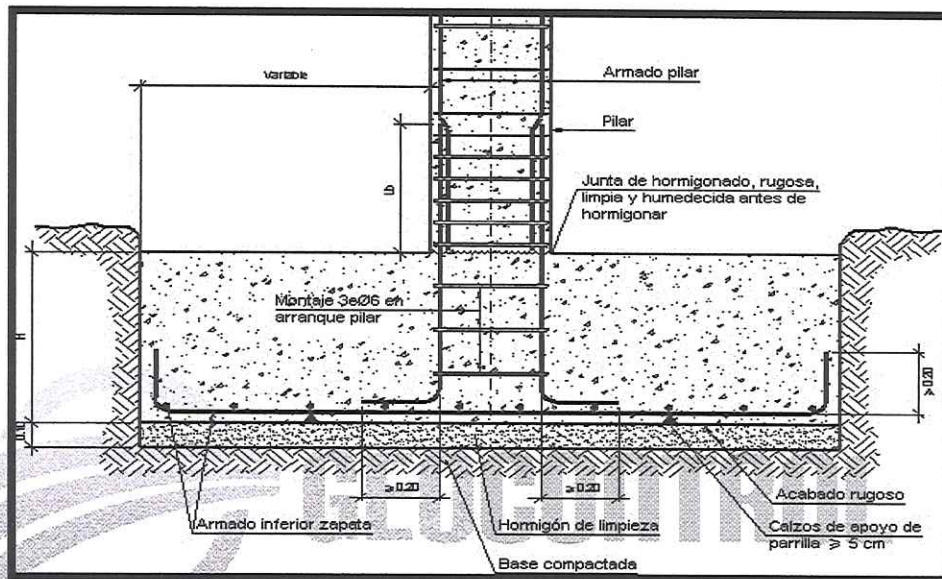 Variable
Armado pilar
Pilar
Lb
Junta de hormigonado, rugosa,
limpia y humedecida antes de
hormigonar
Montaje 3eØ6 en
arranque pilar
H
≥ 0.20
0.10
≥ 0.20
≥ 0.20
Acabado rugoso
Armado inferior zapata
Hormigón de limpieza
Calzos de apoyo de
parrilla ≥ 5 cm
Base compactada